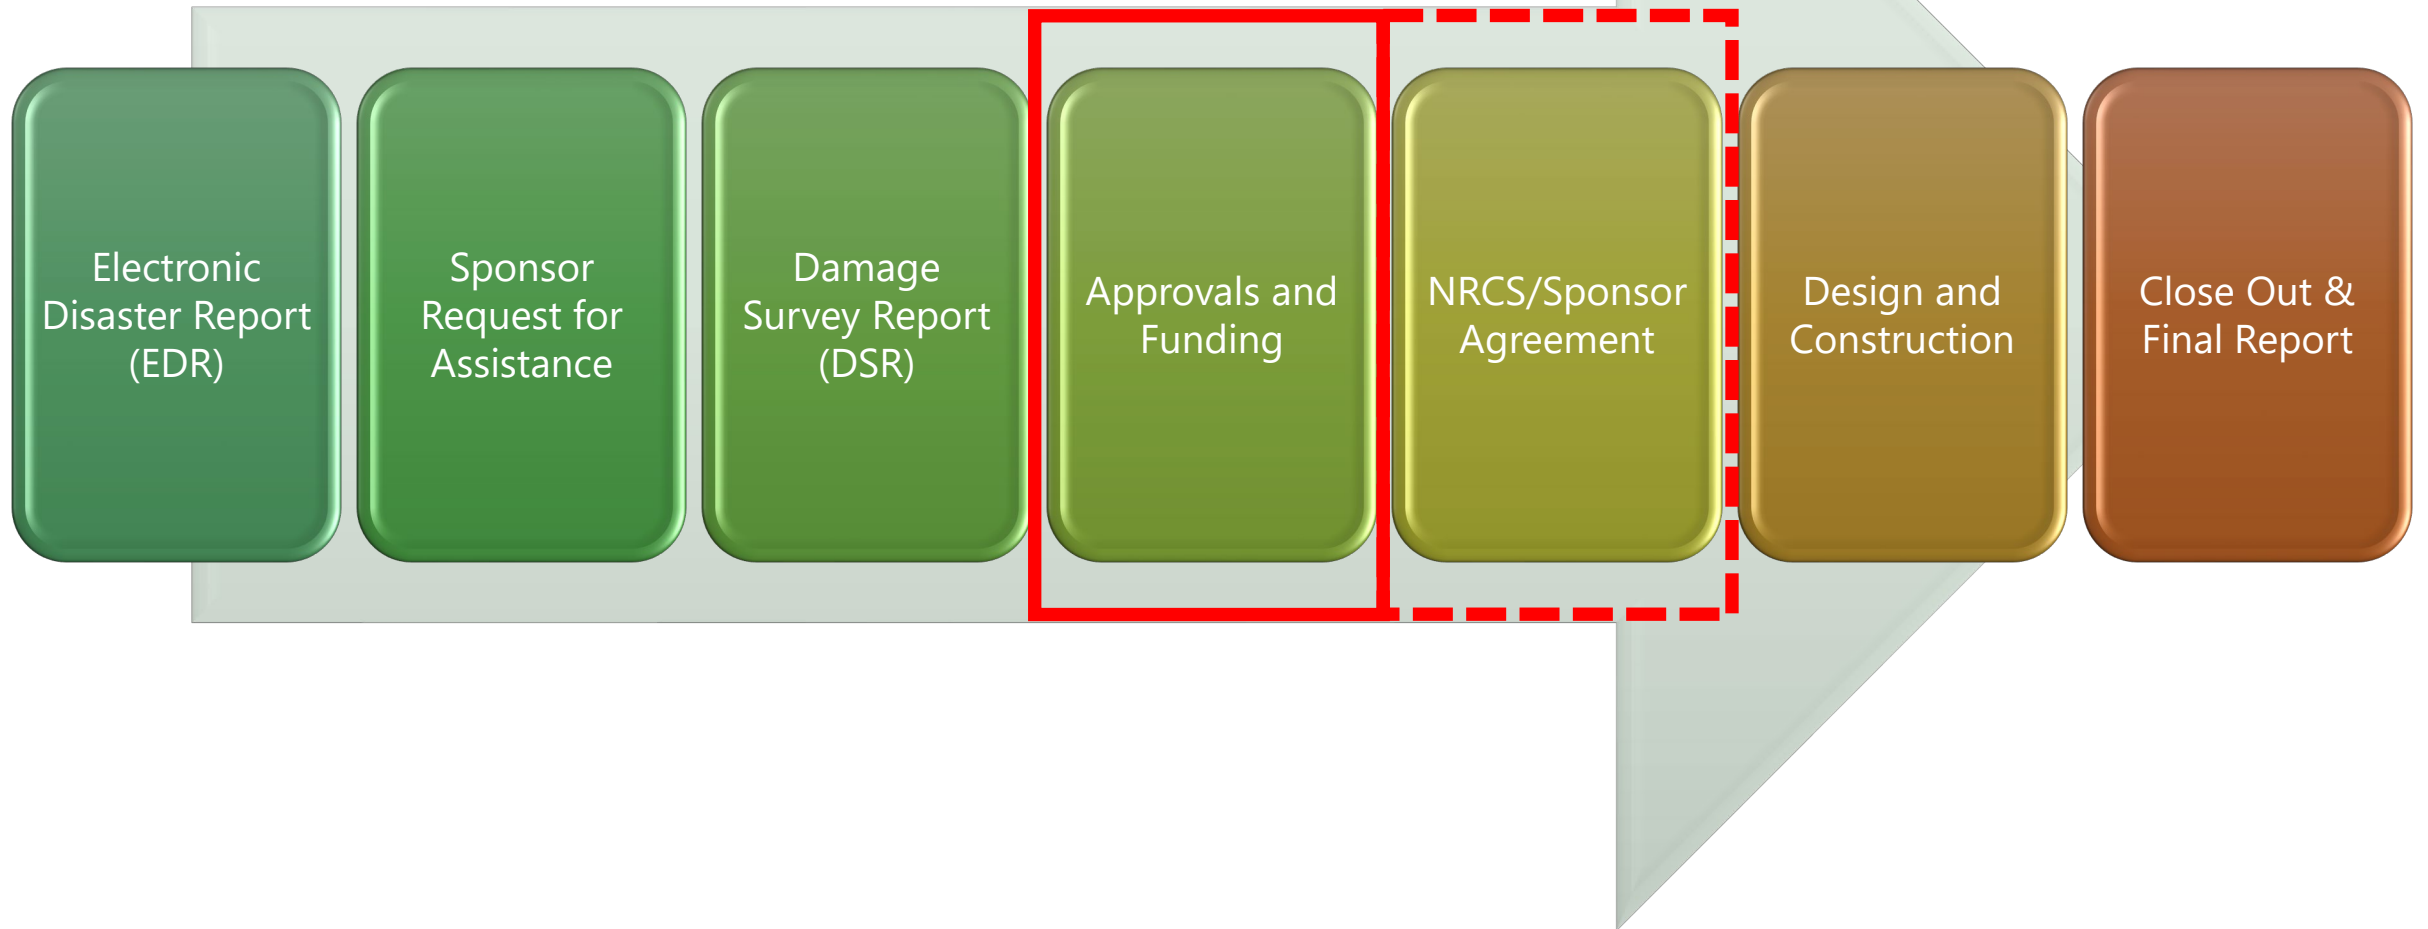 Electronic
Disaster Report
(EDR)
Sponsor
Request for
Assistance
Damage
Survey Report
(DSR)
Approvals and
Funding
NRCS/Sponsor
Agreement
Design and
Construction
Close Out &
Final Report